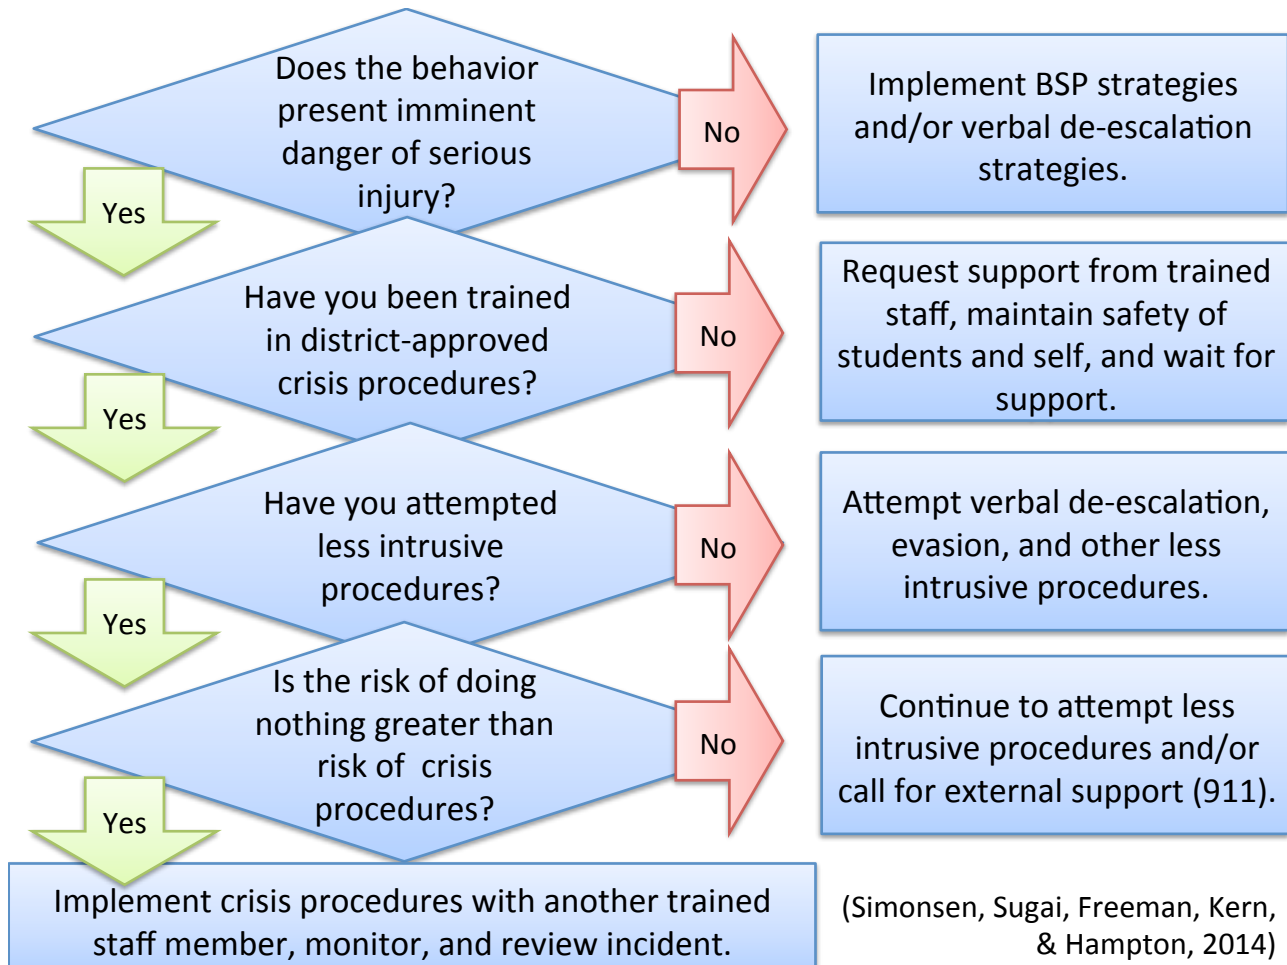 Does the behavior
present imminent
danger of serious
injury?
No
Implement BSP strategies
and/or verbal de-escalation
strategies.
Yes
Have you been trained
in district-approved
crisis procedures?
No
Request support from trained
staff, maintain safety of
students and self, and wait for
support.
Yes
Have you attempted
less intrusive
procedures?
No
Attempt verbal de-escalation,
evasion, and other less
intrusive procedures.
Yes
Is the risk of doing
nothing greater than
risk of crisis
procedures?
No
Continue to attempt less
intrusive procedures and/or
call for external support (911).
Yes
Implement crisis procedures with another trained
staff member, monitor, and review incident.
(Simonsen, Sugai, Freeman, Kern,
& Hampton, 2014)